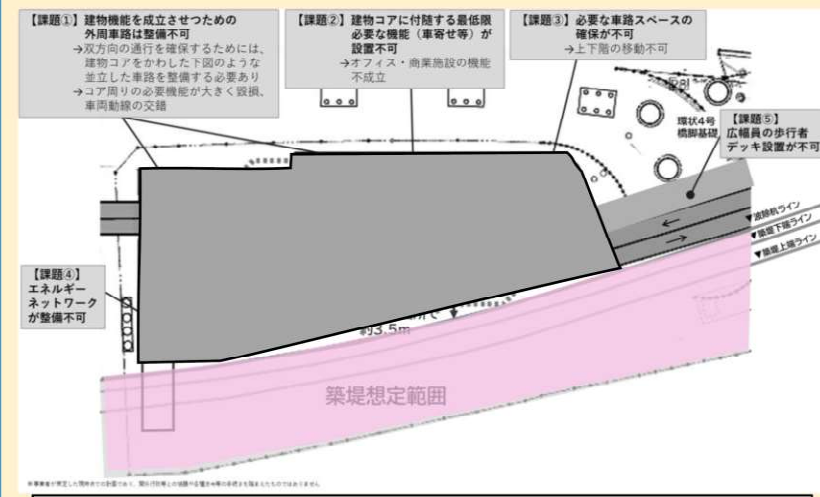 【課題①】 建物機能を成立させつための
外周車路は整備不可
→双方向の通行を確保するためには、
建物コアをかわした下図のような
並立した車路を整備する必要あり
→コア周りの必要機能が大きく毀損、
車両動線の交錯
【課題②】 建物コアに付随する最低限
必要な機能（車寄せ等）が
設置不可
→オフィス・商業施設の機能
不成立
【課題③】 必要な車路スペースの
確保が不可
→上下階の移動不可
環状4号
橋脚基礎
【課題⑤】
広幅員の歩行者
デッキ設置が不可
←
→
▼波除杭ライン
▼築堤下端ライン
▼築堤上端ライン
【課題④】
エネルギー
ネットワーク
が整備不可
約3.5m
築堤想定範囲